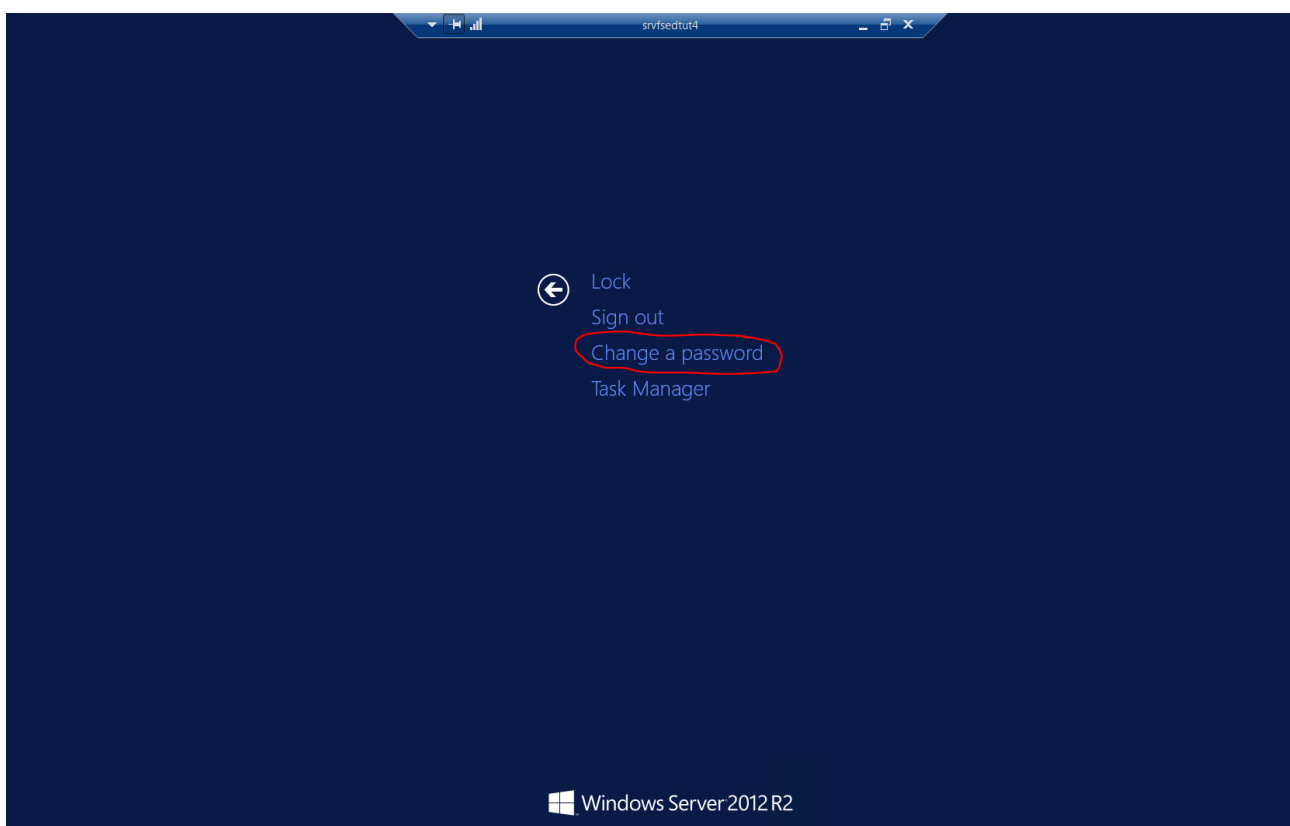 srvfsedtut4
Lock
Sign out
Change a password
Task Manager
Windows Server 2012 R2